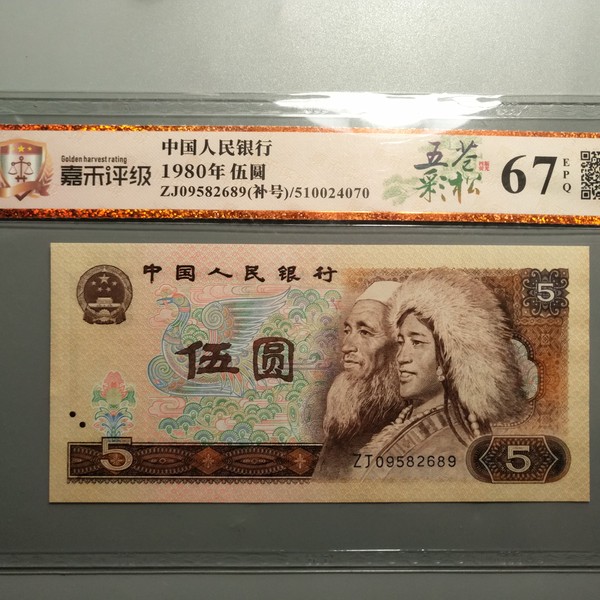 Golden harvest rating
嘉禾评级
中国人民银行
1980年 伍圆
ZJ09582689(补号)/510024070
五彩
苍松
67
EPQ
中国人民银行
伍圆
5
5
ZJ09582689
5